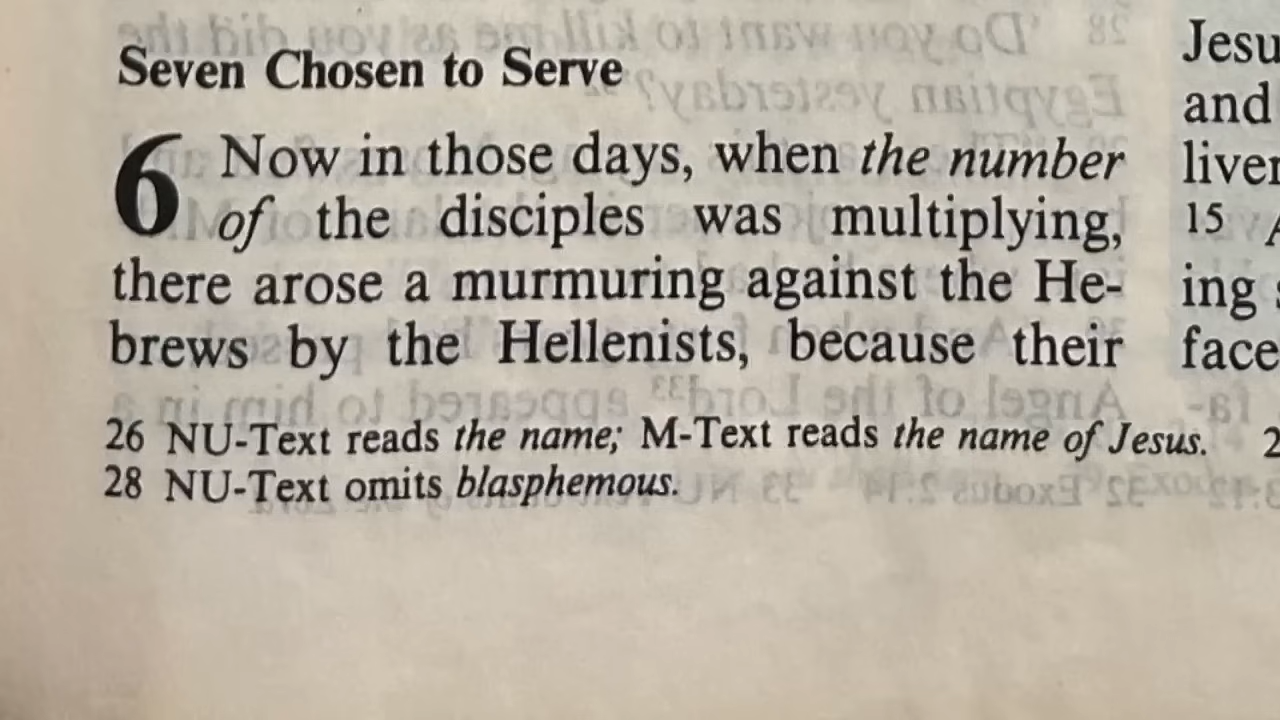 Seven Chosen to Serve
6 Now in those days, when the number
of the disciples was multiplying,
there arose a murmuring against the He-
brews by the Hellenists, because their
26 NU-Text reads the name; M-Text reads the name of Jesus. 2
28 NU-Text omits blasphemous.
Jesu
and
liver
15
ing
face